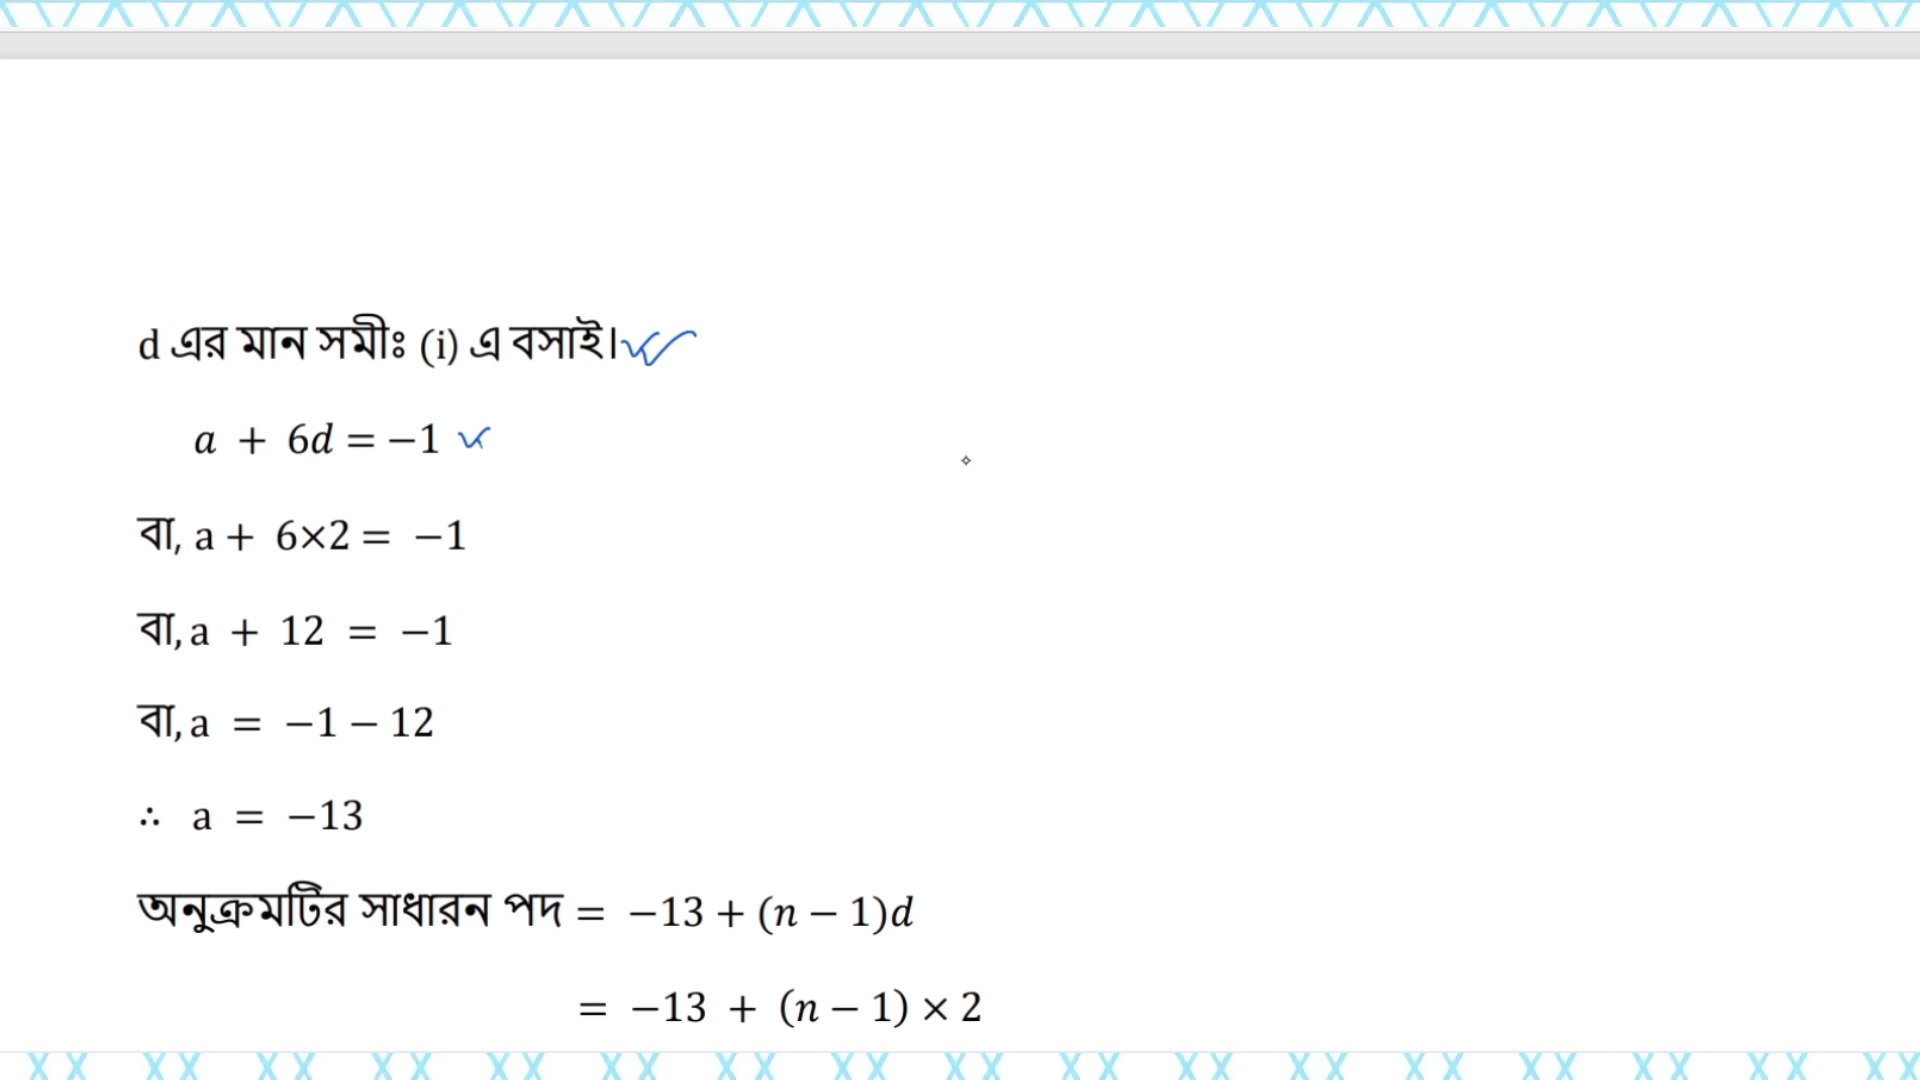 d এর মান সমীঃ (i) এ বসাই।
a + 6d = −1
বা, a + 6×2 = −1
বা, a + 12 = −1
বা, a = −1 − 12
∴ a = −13
অনুক্রমটির সাধারন পদ = −13 + (n − 1)d
= −13 + (n − 1) × 2